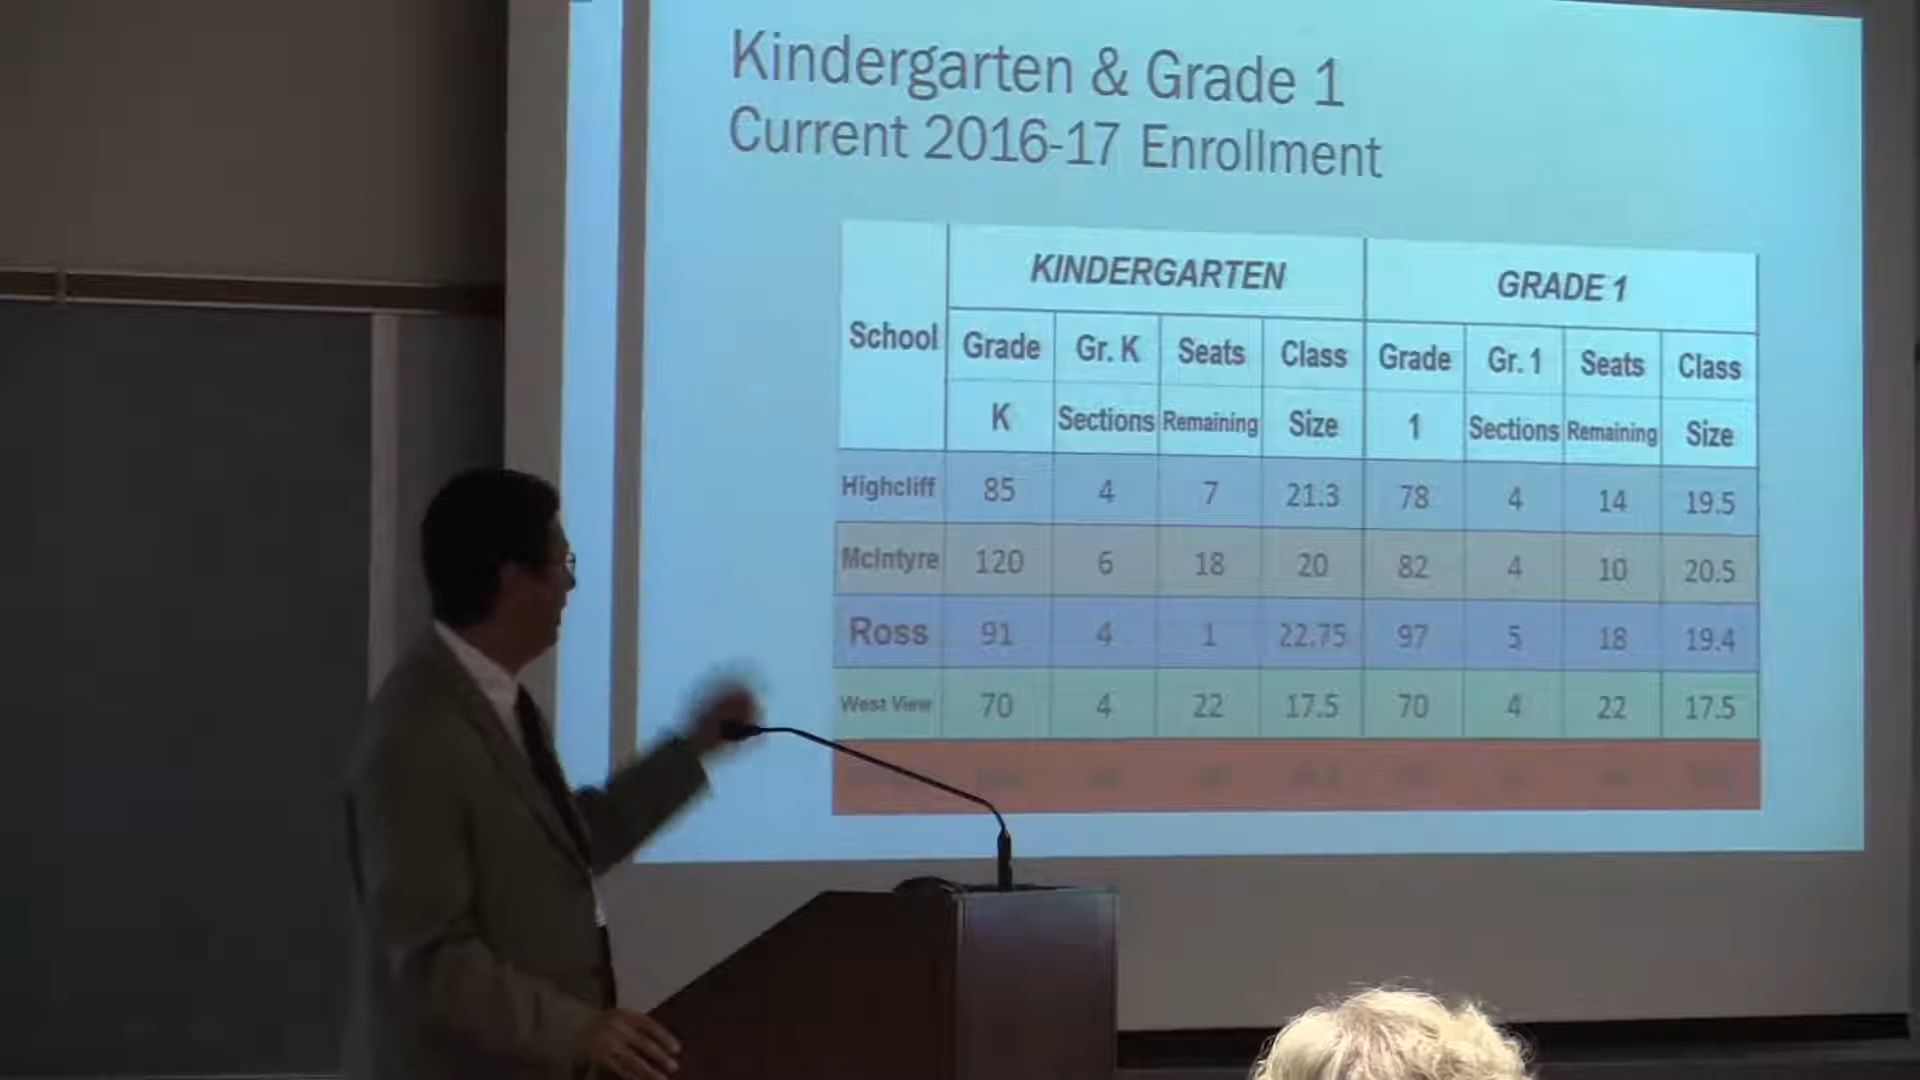 Kindergarten & Grade 1
Current 2016-17 Enrollment
School KINDERGARTEN GRADE 1
Grade Gr. K Seats Class Grade Gr. 1 Seats Class
K Sections Remaining Size 1 Sections Remaining Size
Highcliff 85 4 7 21.3 78 4 14 19.5
McIntyre 120 6 18 20 82 4 10 20.5
Ross 91 4 1 22.75 97 5 18 19.4
West View 70 4 22 17.5 70 4 22 17.5